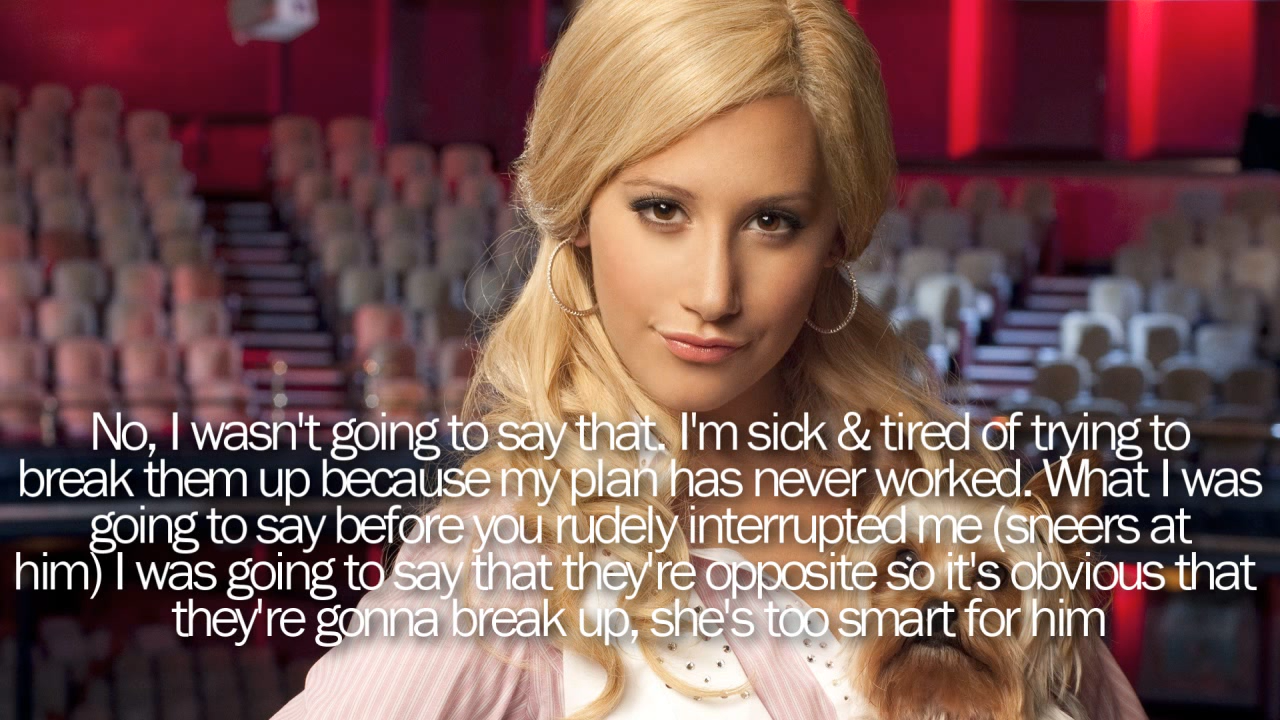 No, I wasn't going to say that. I'm sick & tired of trying to
break them up because my plan has never worked. What I was
going to say before you rudely interrupted me (sneers at
him) I was going to say that they're opposite so it's obvious that
they're gonna break up, she's too smart for him